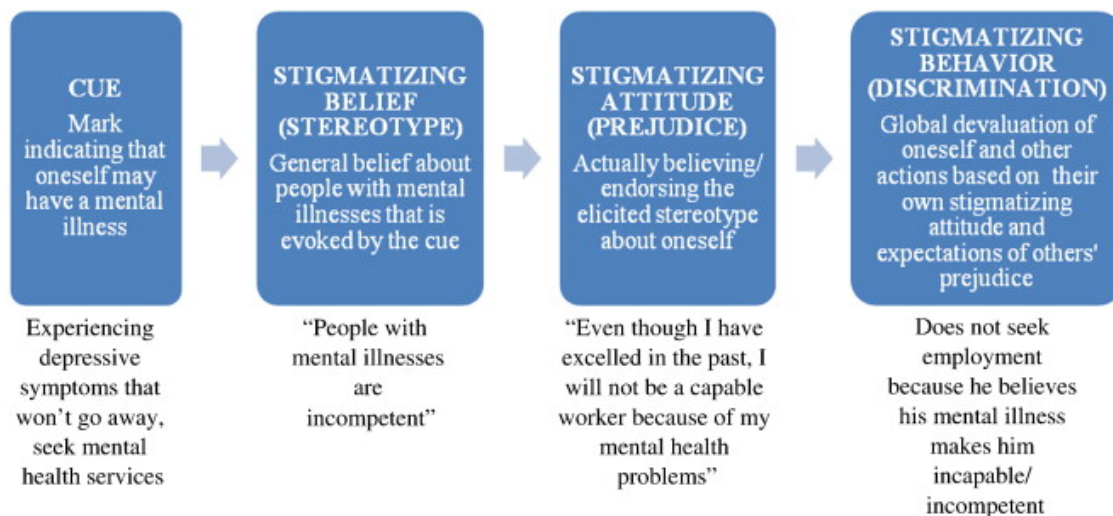 CUE
Mark
indicating that
oneself may
have a mental
illness
STIGMATIZING
BELIEF
(STEREOTYPE)
General belief about
people with mental
illnesses that is
evoked by the cue
STIGMATIZING
ATTITUDE
(PREJUDICE)
Actually believing/
endorsing the
elicited stereotype
about oneself
STIGMATIZING
BEHAVIOR
(DISCRIMINATION)
Global devaluation of
oneself and other
actions based on their
own stigmatizing
attitude and
expectations of others'
prejudice
Experiencing
depressive
symptoms that
won’t go away,
seek mental
health services
“People with
mental illnesses
are
incompetent”
“Even though I have
excelled in the past, I
will not be a capable
worker because of my
mental health
problems”
Does not seek
employment
because he believes
his mental illness
makes him
incapable/
incompetent